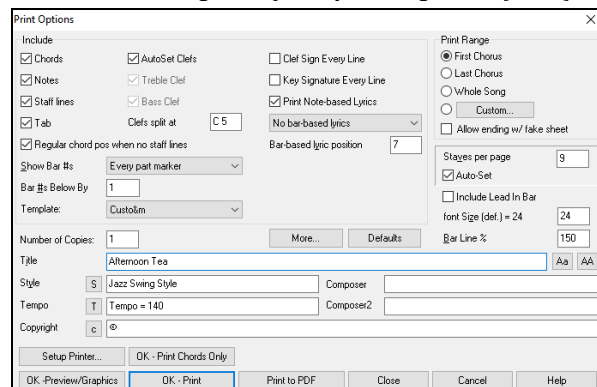 Print Options
Include
Chords
AutoSet Clefs
Clef Sign Every Line
Notes
Treble Clef
Key Signature Every Line
Staff lines
Bass Clef
Print Note-based Lyrics
Tab
Clefs split at
C5
No bar-based lyrics
Regular chord pos when no staff lines
Bar-based lyric position
7
Show Bar #s
Every part marker
Bar #s Below By
1
Template:
Custo&m
Print Range
First Chorus
Last Chorus
Whole Song
Custom...
Allow ending w/ fake sheet
Staves per page
9
Auto-Set
Include Lead In Bar
font Size (def.) = 24
24
Bar Line %
150
Number of Copies:
1
More...
Defaults
Title
Afternoon Tea
Aa
AA
Style
S
Jazz Swing Style
Composer
Tempo
T
Tempo = 140
Composer2
Copyright
c
©
Setup Printer...
OK - Print Chords Only
OK -Preview/Graphics
OK - Print
Print to PDF
Close
Cancel
Help